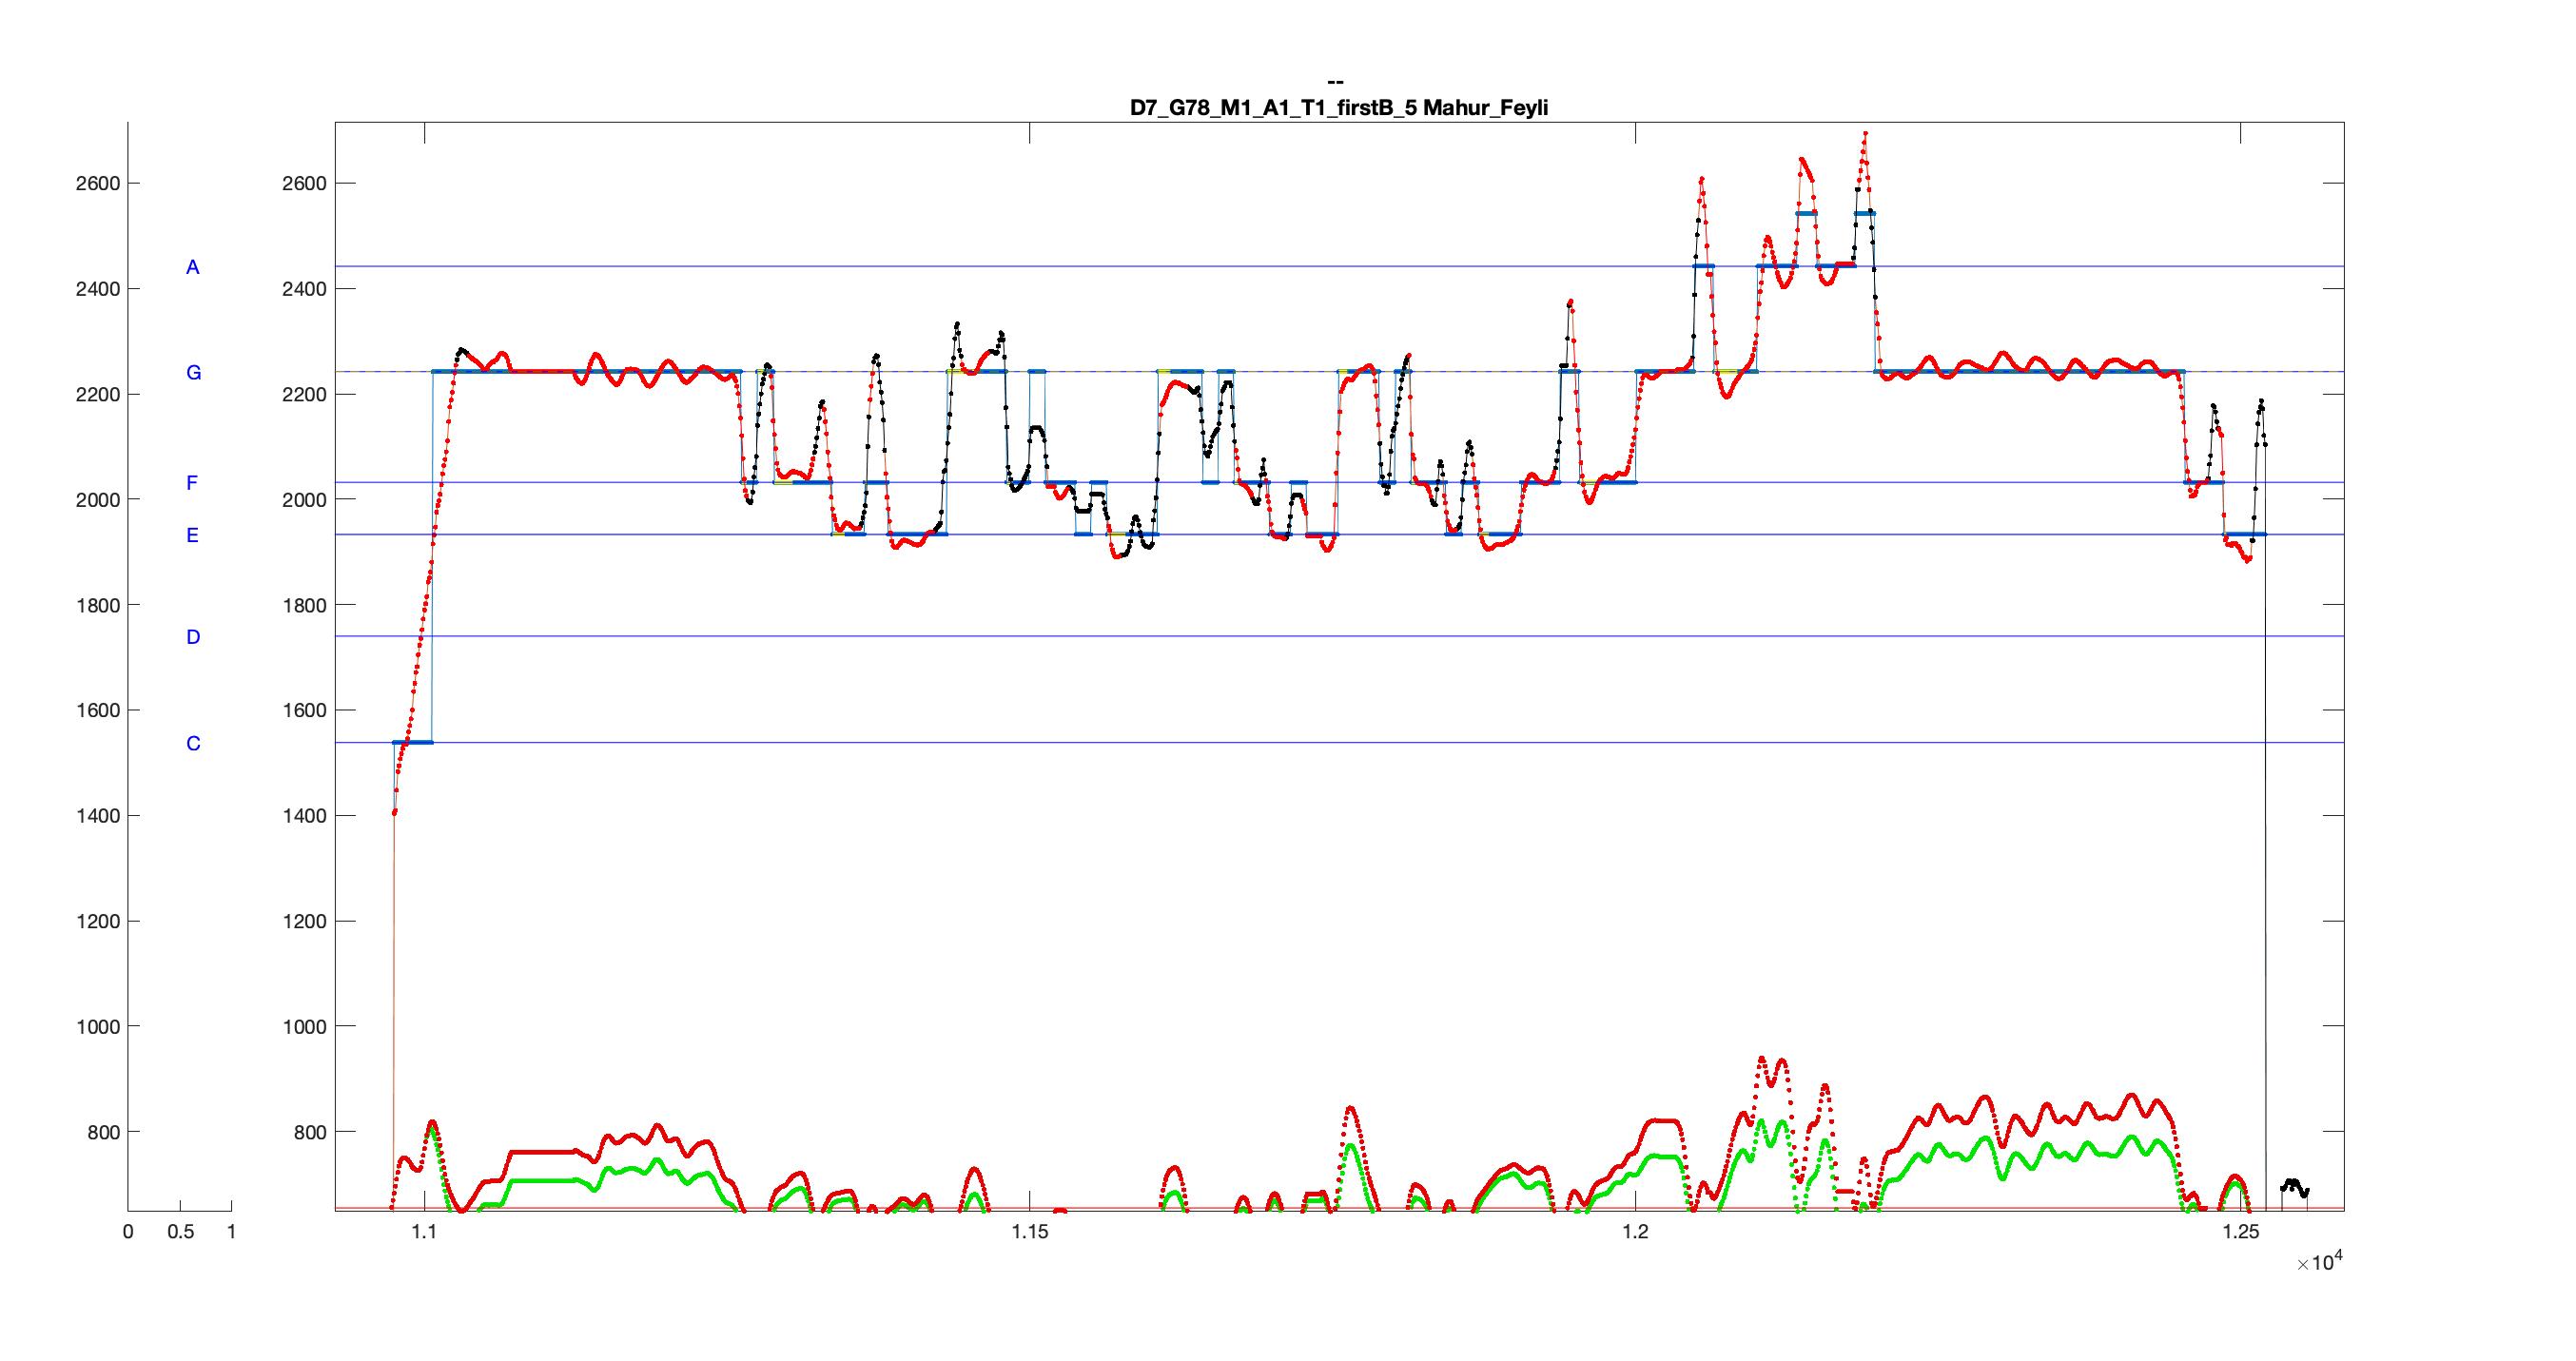 --
D7_G78_M1_A1_T1_firstB_5 Mahur_Feyli
2600 2600
A
2400 2400
G
2200 2200
F
2000 2000
E
1800 1800
D
1600 1600
C
1400 1400
1200 1200
1000 1000
800 800
0 0.5 1 1.1 1.15 1.2 1.25
×10^4